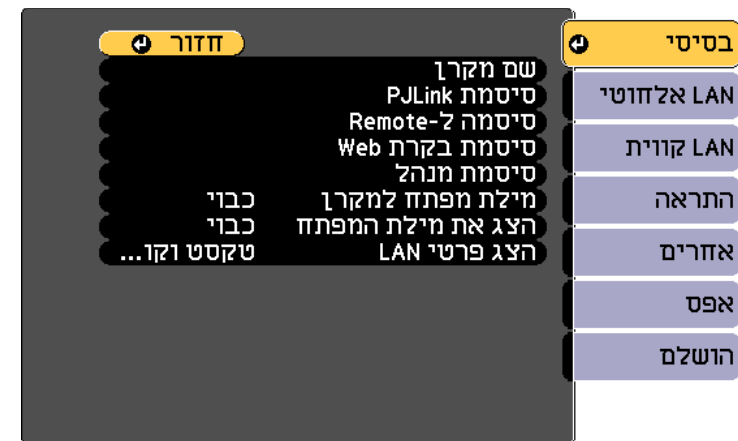 בסיסי
LAN אלחוטי
LAN קווית
התראה
אחרים
אפס
הושלם
חזור
שם מקרן
סיסמת PJLink
סיסמה ל-Remote
סיסמת בקרת Web
סיסמת מנהל
מילת מפתח למקרן כבוי
הצג את מילת המפתח כבוי
הצג פרטי LAN טקסט וקו...